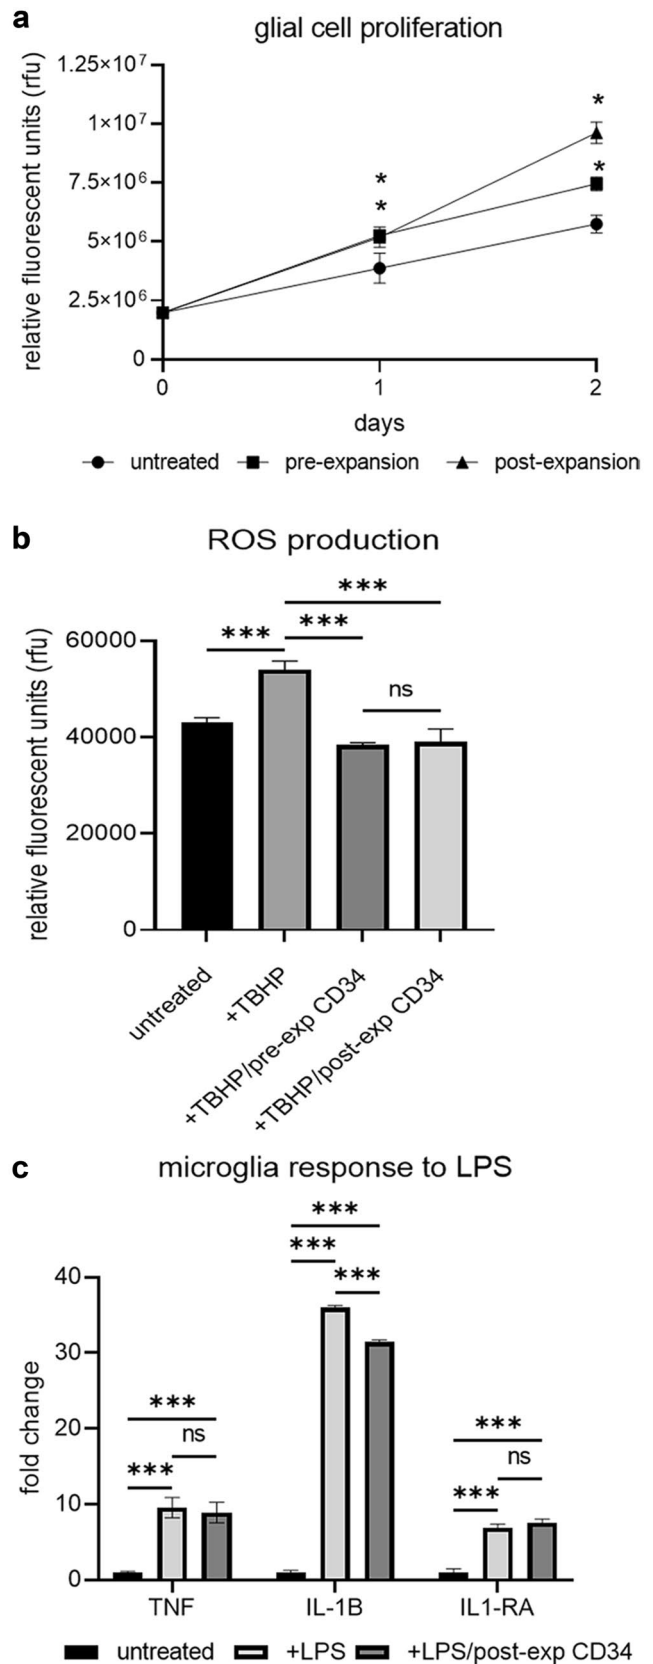 a
glial cell proliferation
relative fluorescent units (rfu)
1.25×10⁷
1×10⁷
7.5×10⁶
5×10⁶
2.5×10⁶
0
*
*
*
*
0 1 2
days
untreated pre-expansion post-expansion
b
ROS production
relative fluorescent units (rfu)
60000
40000
20000
0
***
*** ***
ns
untreated
+TBHP
+TBHP/pre-exp CD34
+TBHP/post-exp CD34
c
microglia response to LPS
fold change
40
30
20
10
0
***
***
***
***
ns
***
***
ns
***
TNF IL-1B IL1-RA
untreated +LPS +LPS/post-exp CD34